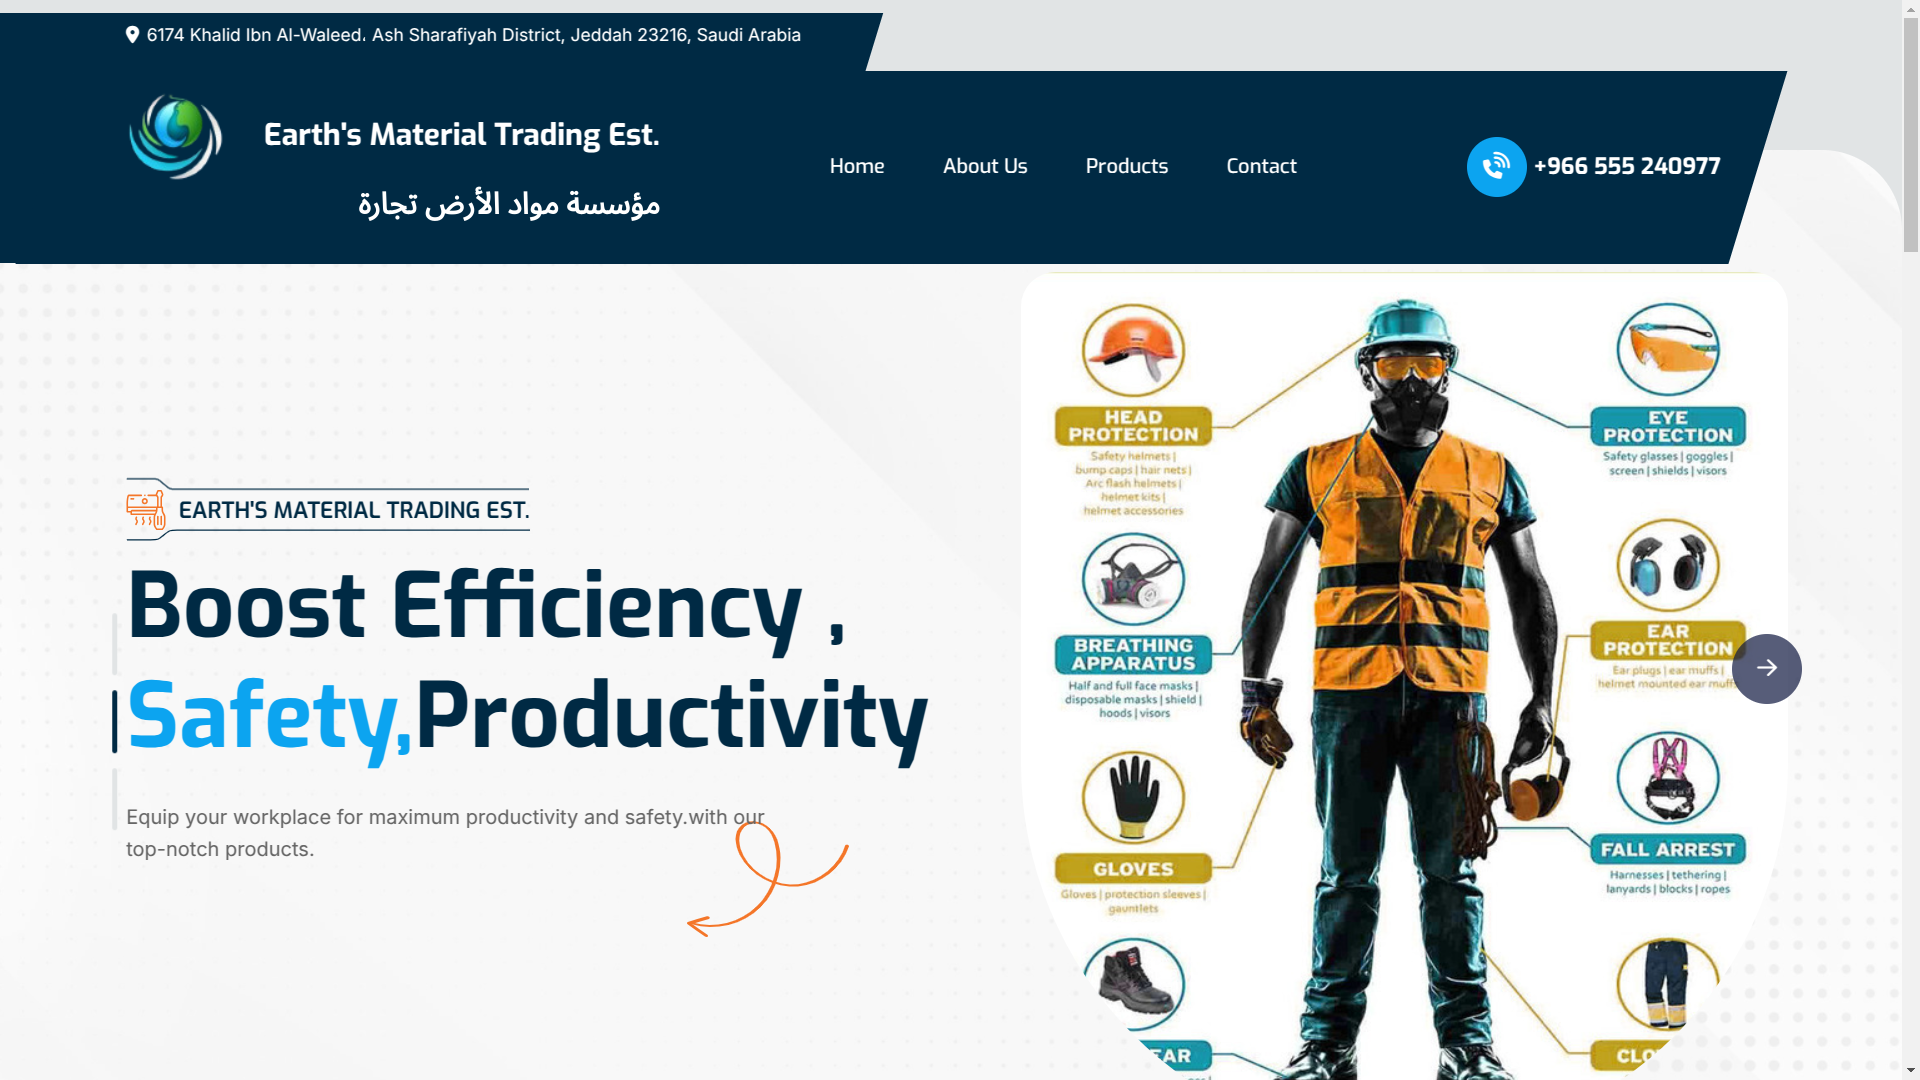 6174 Khalid Ibn Al-Waleed. Ash Sharafiyah District, Jeddah 23216, Saudi Arabia
Earth's Material Trading Est.
مؤسسة مواد الأرض تجارة
Home
About Us
Products
Contact
+966 555 240977
EARTH'S MATERIAL TRADING EST.
Boost Efficiency ,
Safety,Productivity
Equip your workplace for maximum productivity and safety.with our
top-notch products.
HEAD
PROTECTION
Safety helmets |
bump caps | hair nets |
Arc flash helmets |
helmet kits |
helmet accessories
BREATHING
APPARATUS
Half and full face masks |
disposable masks | shield |
hoods | visors
GLOVES
Gloves | protection sleeves |
gauntlets
EAR
EYE
PROTECTION
Safety glasses | goggles |
screen | shields | visors
EAR
PROTECTION
Ear plugs | ear muffs |
helmet mounted ear muffs
FALL ARREST
Harnesses | tethering |
lanyards | blocks | ropes
CLO